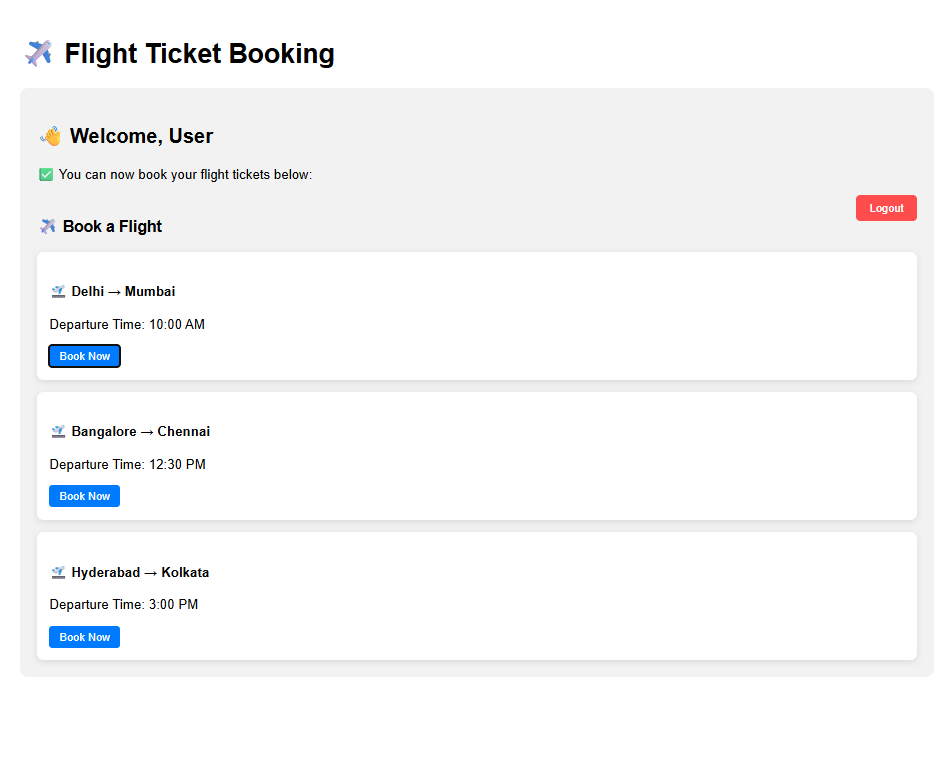 ✈️ Flight Ticket Booking
👋 Welcome, User
✅ You can now book your flight tickets below:
Logout
✈️ Book a Flight
🛫 Delhi → Mumbai
Departure Time: 10:00 AM
Book Now
🛫 Bangalore → Chennai
Departure Time: 12:30 PM
Book Now
🛫 Hyderabad → Kolkata
Departure Time: 3:00 PM
Book Now